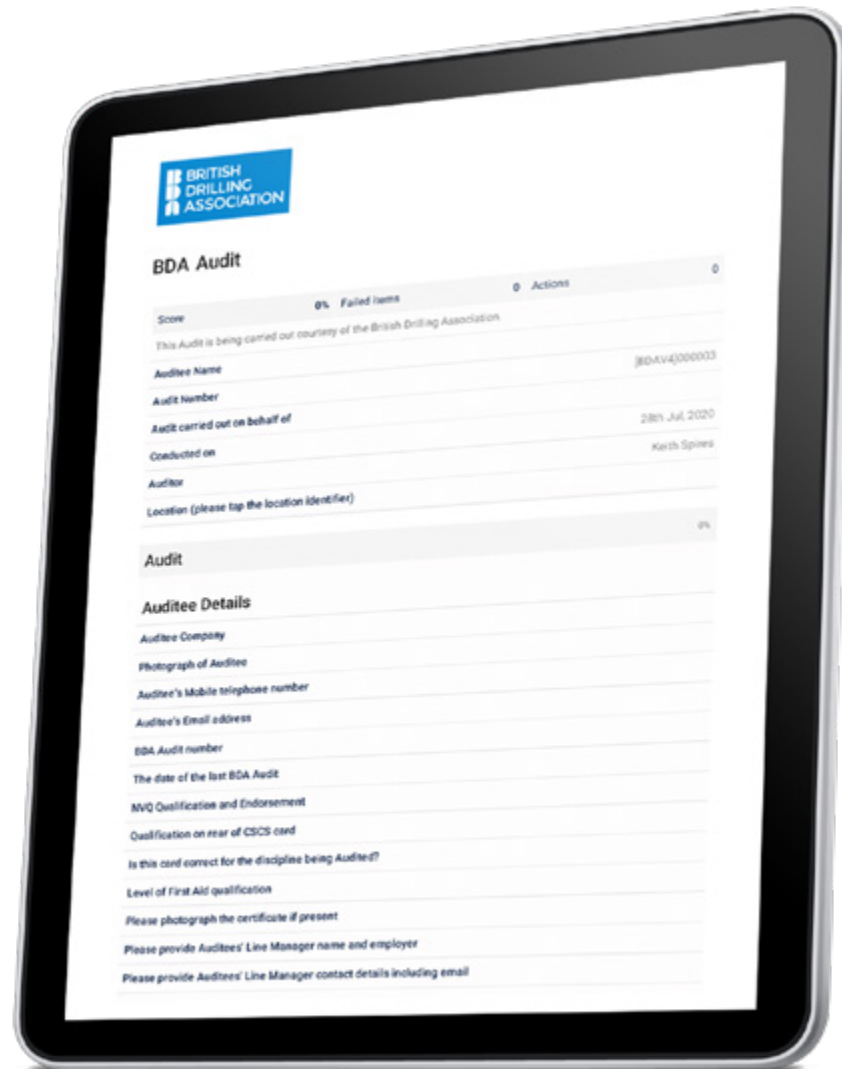 BRITISH
DRILLING
ASSOCIATION
BDA Audit
Score 0% Failed items 0 Actions 0
This Audit is being carried out courtesy of the British Drilling Association.
Auditee Name
Audit Number [BDAV4]000003
Audit carried out on behalf of
Conducted on 28th Jul, 2020
Auditor Keith Spires
Location (please tap the location identifier)
Audit 0%
Auditee Details
Auditee Company
Photograph of Auditee
Auditee's Mobile telephone number
Auditee's Email address
BDA Audit number
The date of the last BDA Audit
NVQ Qualification and Endorsement
Qualification on rear of CSCS card
Is this card correct for the discipline being Audited?
Level of First Aid qualification
Please photograph the certificate if present
Please provide Auditees' Line Manager name and employer
Please provide Auditees' Line Manager contact details including email